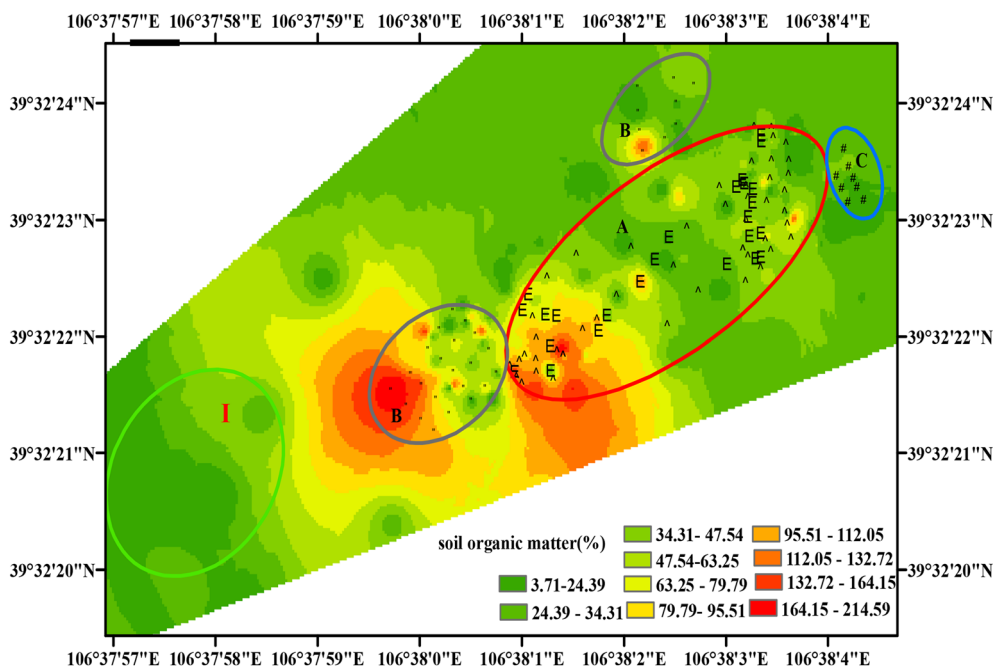 106°37'57"E 106°37'58"E 106°37'59"E 106°38'0"E 106°38'1"E 106°38'2"E 106°38'3"E 106°38'4"E
39°32'24"N 39°32'24"N
39°32'23"N 39°32'23"N
39°32'22"N 39°32'22"N
39°32'21"N 39°32'21"N
39°32'20"N 39°32'20"N
B
C
A
B
I
soil organic matter(%)
3.71-24.39
24.39 - 34.31
34.31- 47.54
47.54-63.25
63.25 - 79.79
79.79- 95.51
95.51 - 112.05
112.05 - 132.72
132.72 - 164.15
164.15 - 214.59
106°37'57"E 106°37'58"E 106°37'59"E 106°38'0"E 106°38'1"E 106°38'2"E 106°38'3"E 106°38'4"E